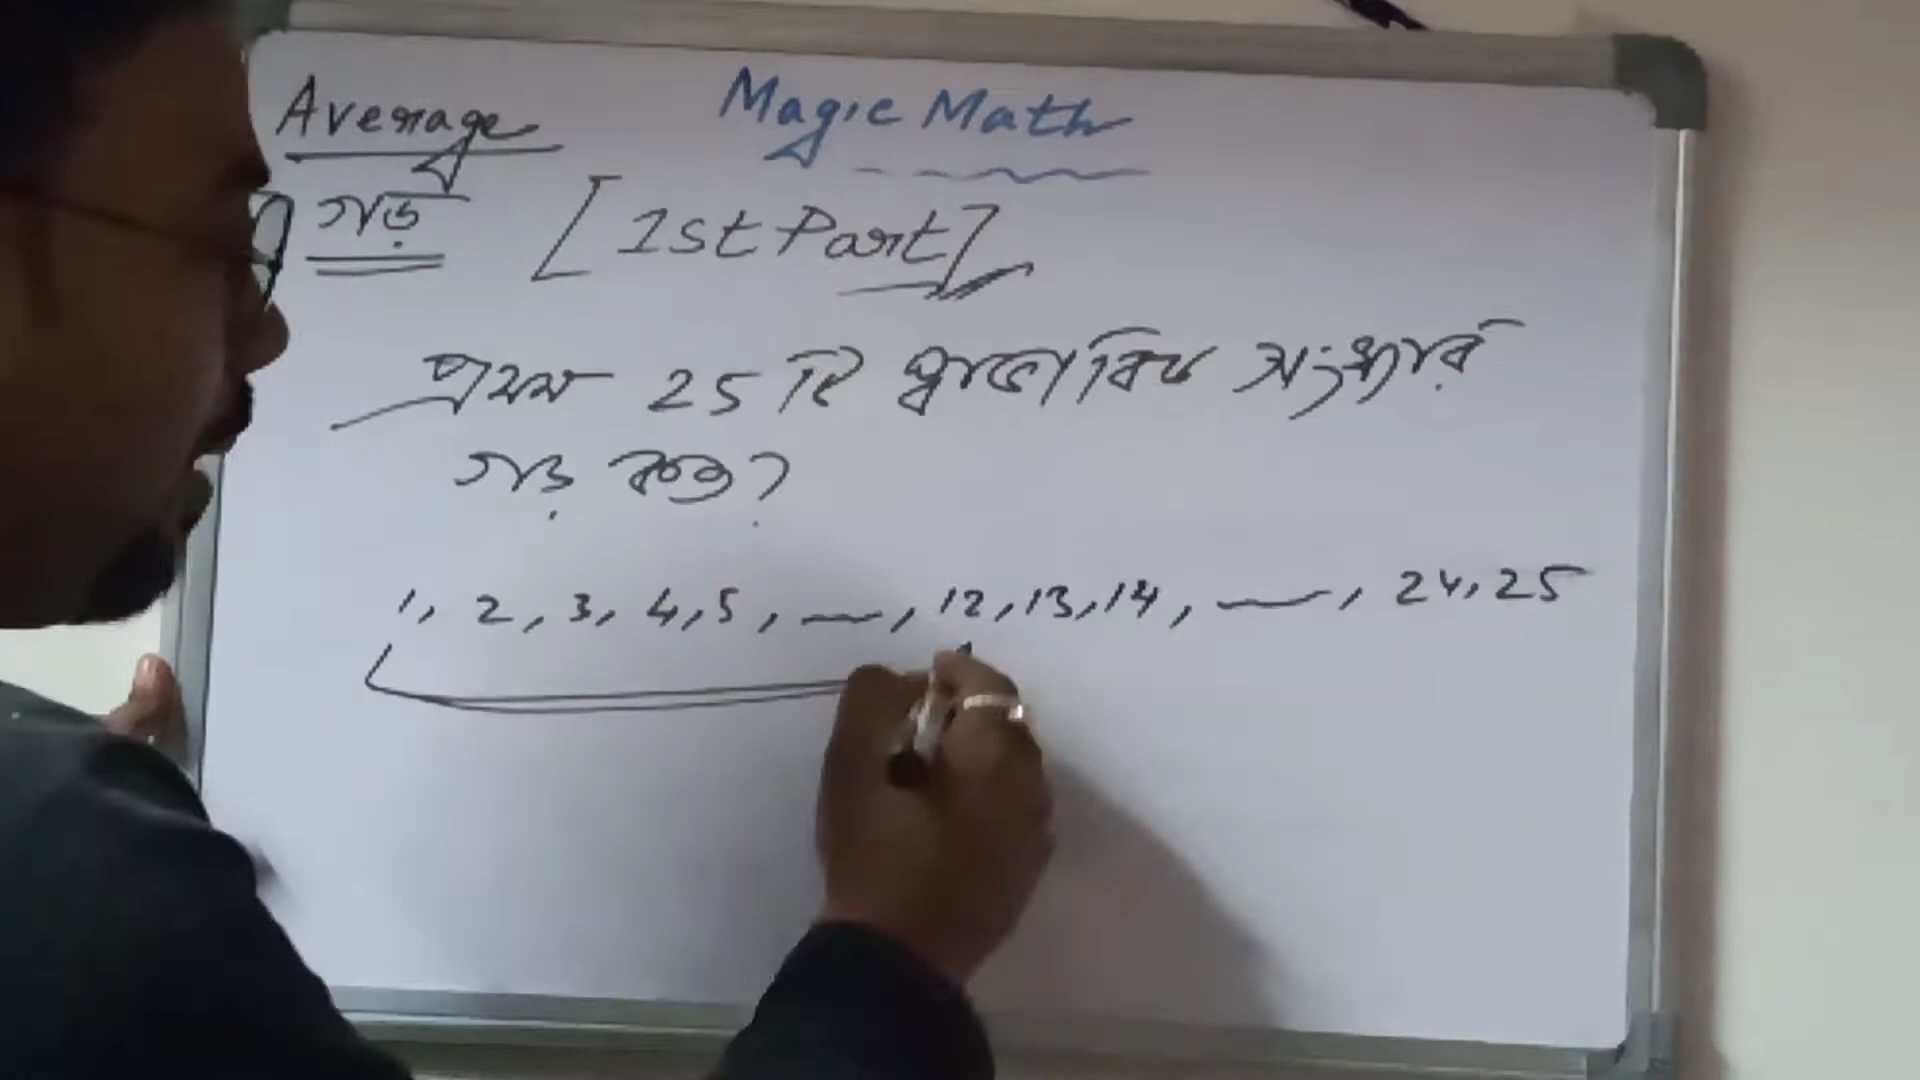 Average Magic Math
গড় [1st Part]
প্রথম 25 টি স্বাভাবিক সংখ্যার
গড় কত?
1, 2, 3, 4, 5, —, 12, 13, 14, —, 24, 25